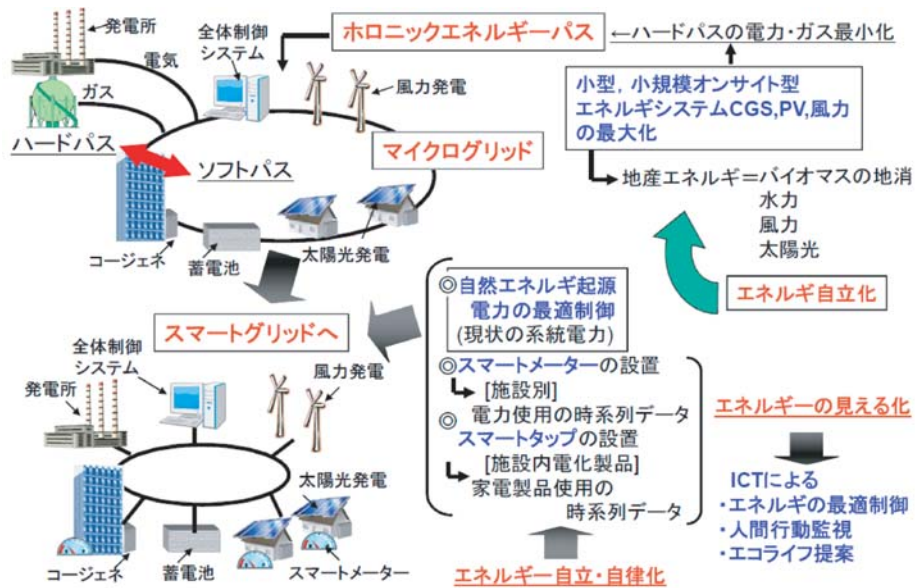 発電所
電気
ガス
全体制御
システム
ホロニックエネルギーパス
←ハードパスの電力・ガス最小化
風力発電
小型，小規模オンサイト型
エネルギシステムCGS,PV,風力
の最大化
ハードパス
ソフトパス
マイクログリッド
地産エネルギ＝バイオマスの地消
水力
風力
太陽光
コージェネ
蓄電池
太陽光発電
エネルギ自立化
◎自然エネルギ起源
電力の最適制御
(現状の系統電力)
◎スマートメーターの設置
[施設別]
電力使用の時系列データ
◎
スマートタップの設置
[施設内電化製品]
家電製品使用の
時系列データ
スマートグリッドへ
全体制御
システム
発電所
風力発電
太陽光発電
コージェネ
蓄電池
スマートメーター
エネルギーの見える化
ICTによる
・エネルギの最適制御
・人間行動監視
・エコライフ提案
エネルギー自立・自律化